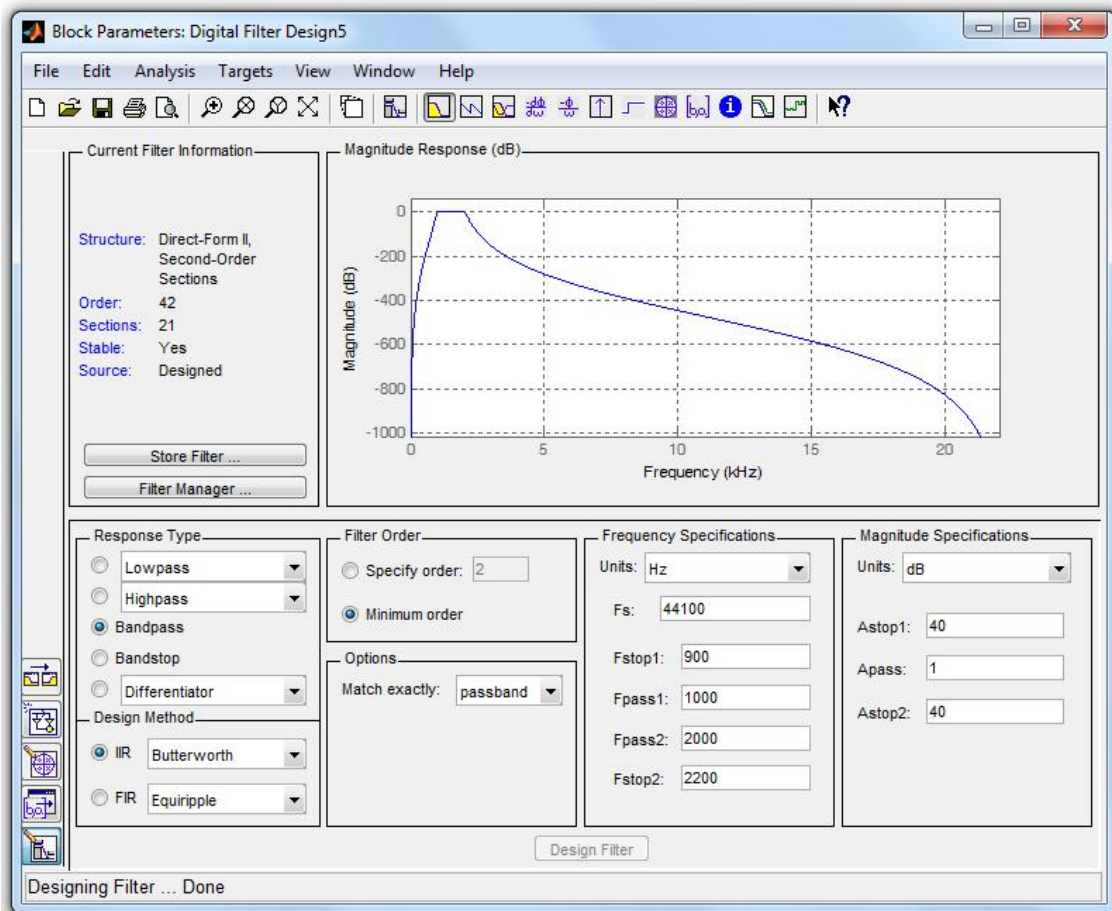 Block Parameters: Digital Filter Design5
File Edit Analysis Targets View Window Help
Current Filter Information
Structure: Direct-Form II,
Second-Order
Sections
Order: 42
Sections: 21
Stable: Yes
Source: Designed
Store Filter ...
Filter Manager ...
Magnitude Response (dB)
Magnitude (dB)
0
-200
-400
-600
-800
-1000
0 5 10 15 20
Frequency (kHz)
Response Type
Lowpass
Highpass
Bandpass
Bandstop
Differentiator
Design Method
IIR Butterworth
FIR Equiripple
Filter Order
Specify order: 2
Minimum order
Options
Match exactly: passband
Frequency Specifications
Units: Hz
Fs: 44100
Fstop1: 900
Fpass1: 1000
Fpass2: 2000
Fstop2: 2200
Magnitude Specifications
Units: dB
Astop1: 40
Apass: 1
Astop2: 40
Design Filter
Designing Filter ... Done